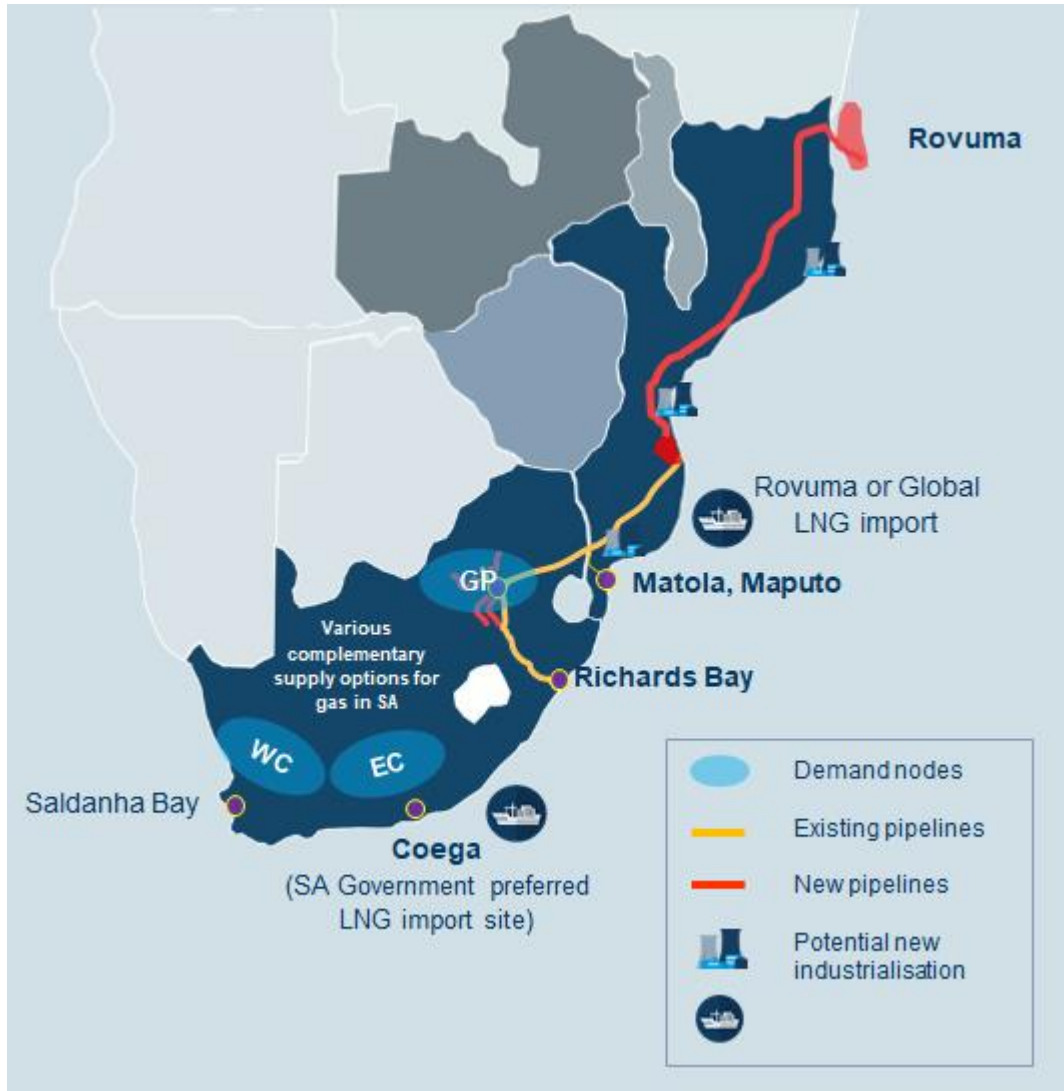 Rovuma
Rovuma or Global
LNG import
Matola, Maputo
GP
Various
complementary
supply options for
gas in SA
Richards Bay
WC
EC
Saldanha Bay
Coega
(SA Government preferred
LNG import site)
Demand nodes
Existing pipelines
New pipelines
Potential new
industrialisation